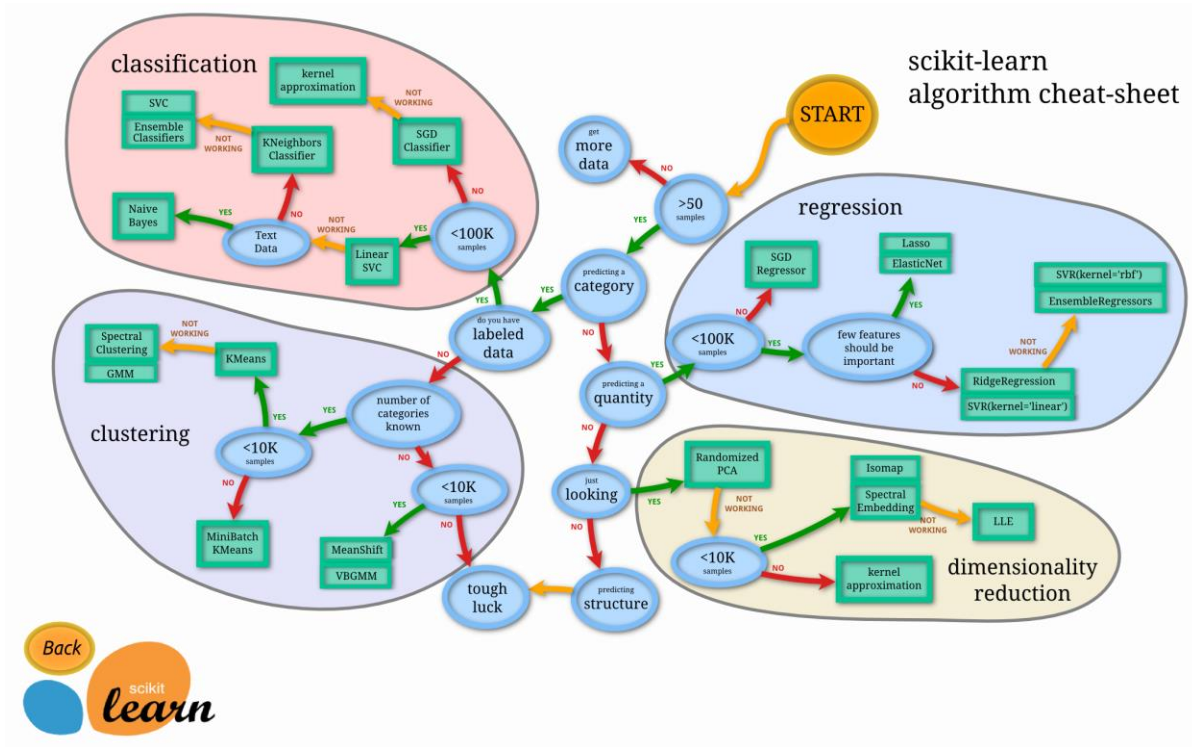 scikit-learn
algorithm cheat-sheet
START
get
more
data
NO
>50
samples
YES
predicting a
category
YES
NO
do you have
labeled
data
YES
NO
predicting a
quantity
YES
NO
just
looking
YES
NO
predicting
structure
tough
luck
classification
kernel
approximation
NOT
WORKING
SGD
Classifier
NO
<100K
samples
YES
Linear
SVC
NOT
WORKING
Text
Data
YES
Naive
Bayes
NO
KNeighbors
Classifier
NOT
WORKING
SVC
Ensemble
Classifiers
regression
<100K
samples
NO
SGD
Regressor
YES
few features
should be
important
YES
Lasso
ElasticNet
NO
RidgeRegression
SVR(kernel='linear')
NOT
WORKING
SVR(kernel='rbf')
EnsembleRegressors
clustering
number of
categories
known
YES
<10K
samples
YES
KMeans
NOT
WORKING
Spectral
Clustering
GMM
NO
MiniBatch
KMeans
NO
<10K
samples
YES
MeanShift
VBGMM
NO
dimensionality
reduction
Randomized
PCA
NOT
WORKING
<10K
samples
YES
Isomap
Spectral
Embedding
NOT
WORKING
LLE
NO
kernel
approximation
Back
scikit
learn